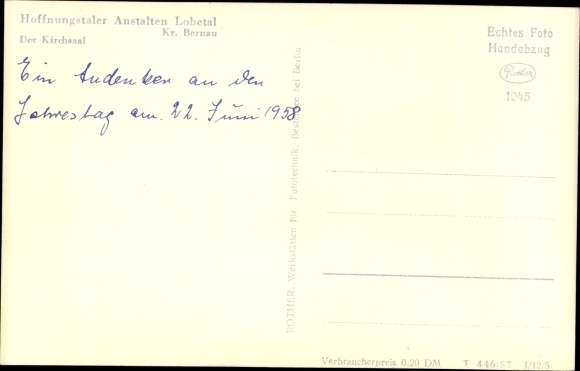 Hoffnungstaler Anstalten Lobetal
Kr. Bernau
Der Kirchsaal
Ein Andenken an den
Jahrestag am. 22. Juni 1958
Echtes Foto
Handabzug
Rother
1045
ROTHER, Werkstätten für Fototechnik, bei Berlin
Verbraucherpreis 0,20 DM T 446/57 I/12/5